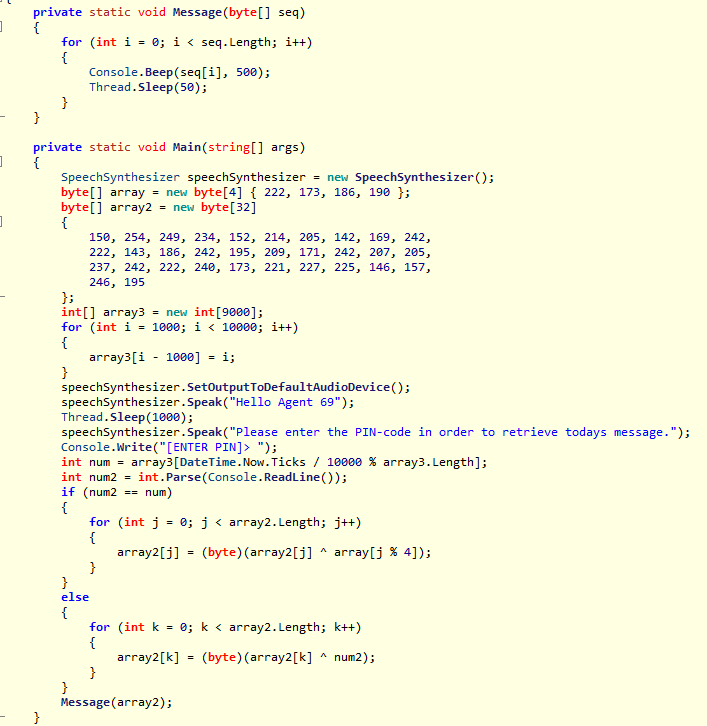 private static void Message(byte[] seq)
{
for (int i = 0; i < seq.Length; i++)
{
Console.Beep(seq[i], 500);
Thread.Sleep(50);
}
}
private static void Main(string[] args)
{
SpeechSynthesizer speechSynthesizer = new SpeechSynthesizer();
byte[] array = new byte[4] { 222, 173, 186, 190 };
byte[] array2 = new byte[32]
{
150, 254, 249, 234, 152, 214, 205, 142, 169, 242,
222, 143, 186, 242, 195, 209, 171, 242, 207, 205,
237, 242, 222, 240, 173, 221, 227, 225, 146, 157,
246, 195
};
int[] array3 = new int[9000];
for (int i = 1000; i < 10000; i++)
{
array3[i - 1000] = i;
}
speechSynthesizer.SetOutputToDefaultAudioDevice();
speechSynthesizer.Speak("Hello Agent 69");
Thread.Sleep(1000);
speechSynthesizer.Speak("Please enter the PIN-code in order to retrieve todays message.");
Console.Write("[ENTER PIN]> ");
int num = array3[DateTime.Now.Ticks / 10000 % array3.Length];
int num2 = int.Parse(Console.ReadLine());
if (num2 == num)
{
for (int j = 0; j < array2.Length; j++)
{
array2[j] = (byte)(array2[j] ^ array[j % 4]);
}
}
else
{
for (int k = 0; k < array2.Length; k++)
{
array2[k] = (byte)(array2[k] ^ num2);
}
}
Message(array2);
}